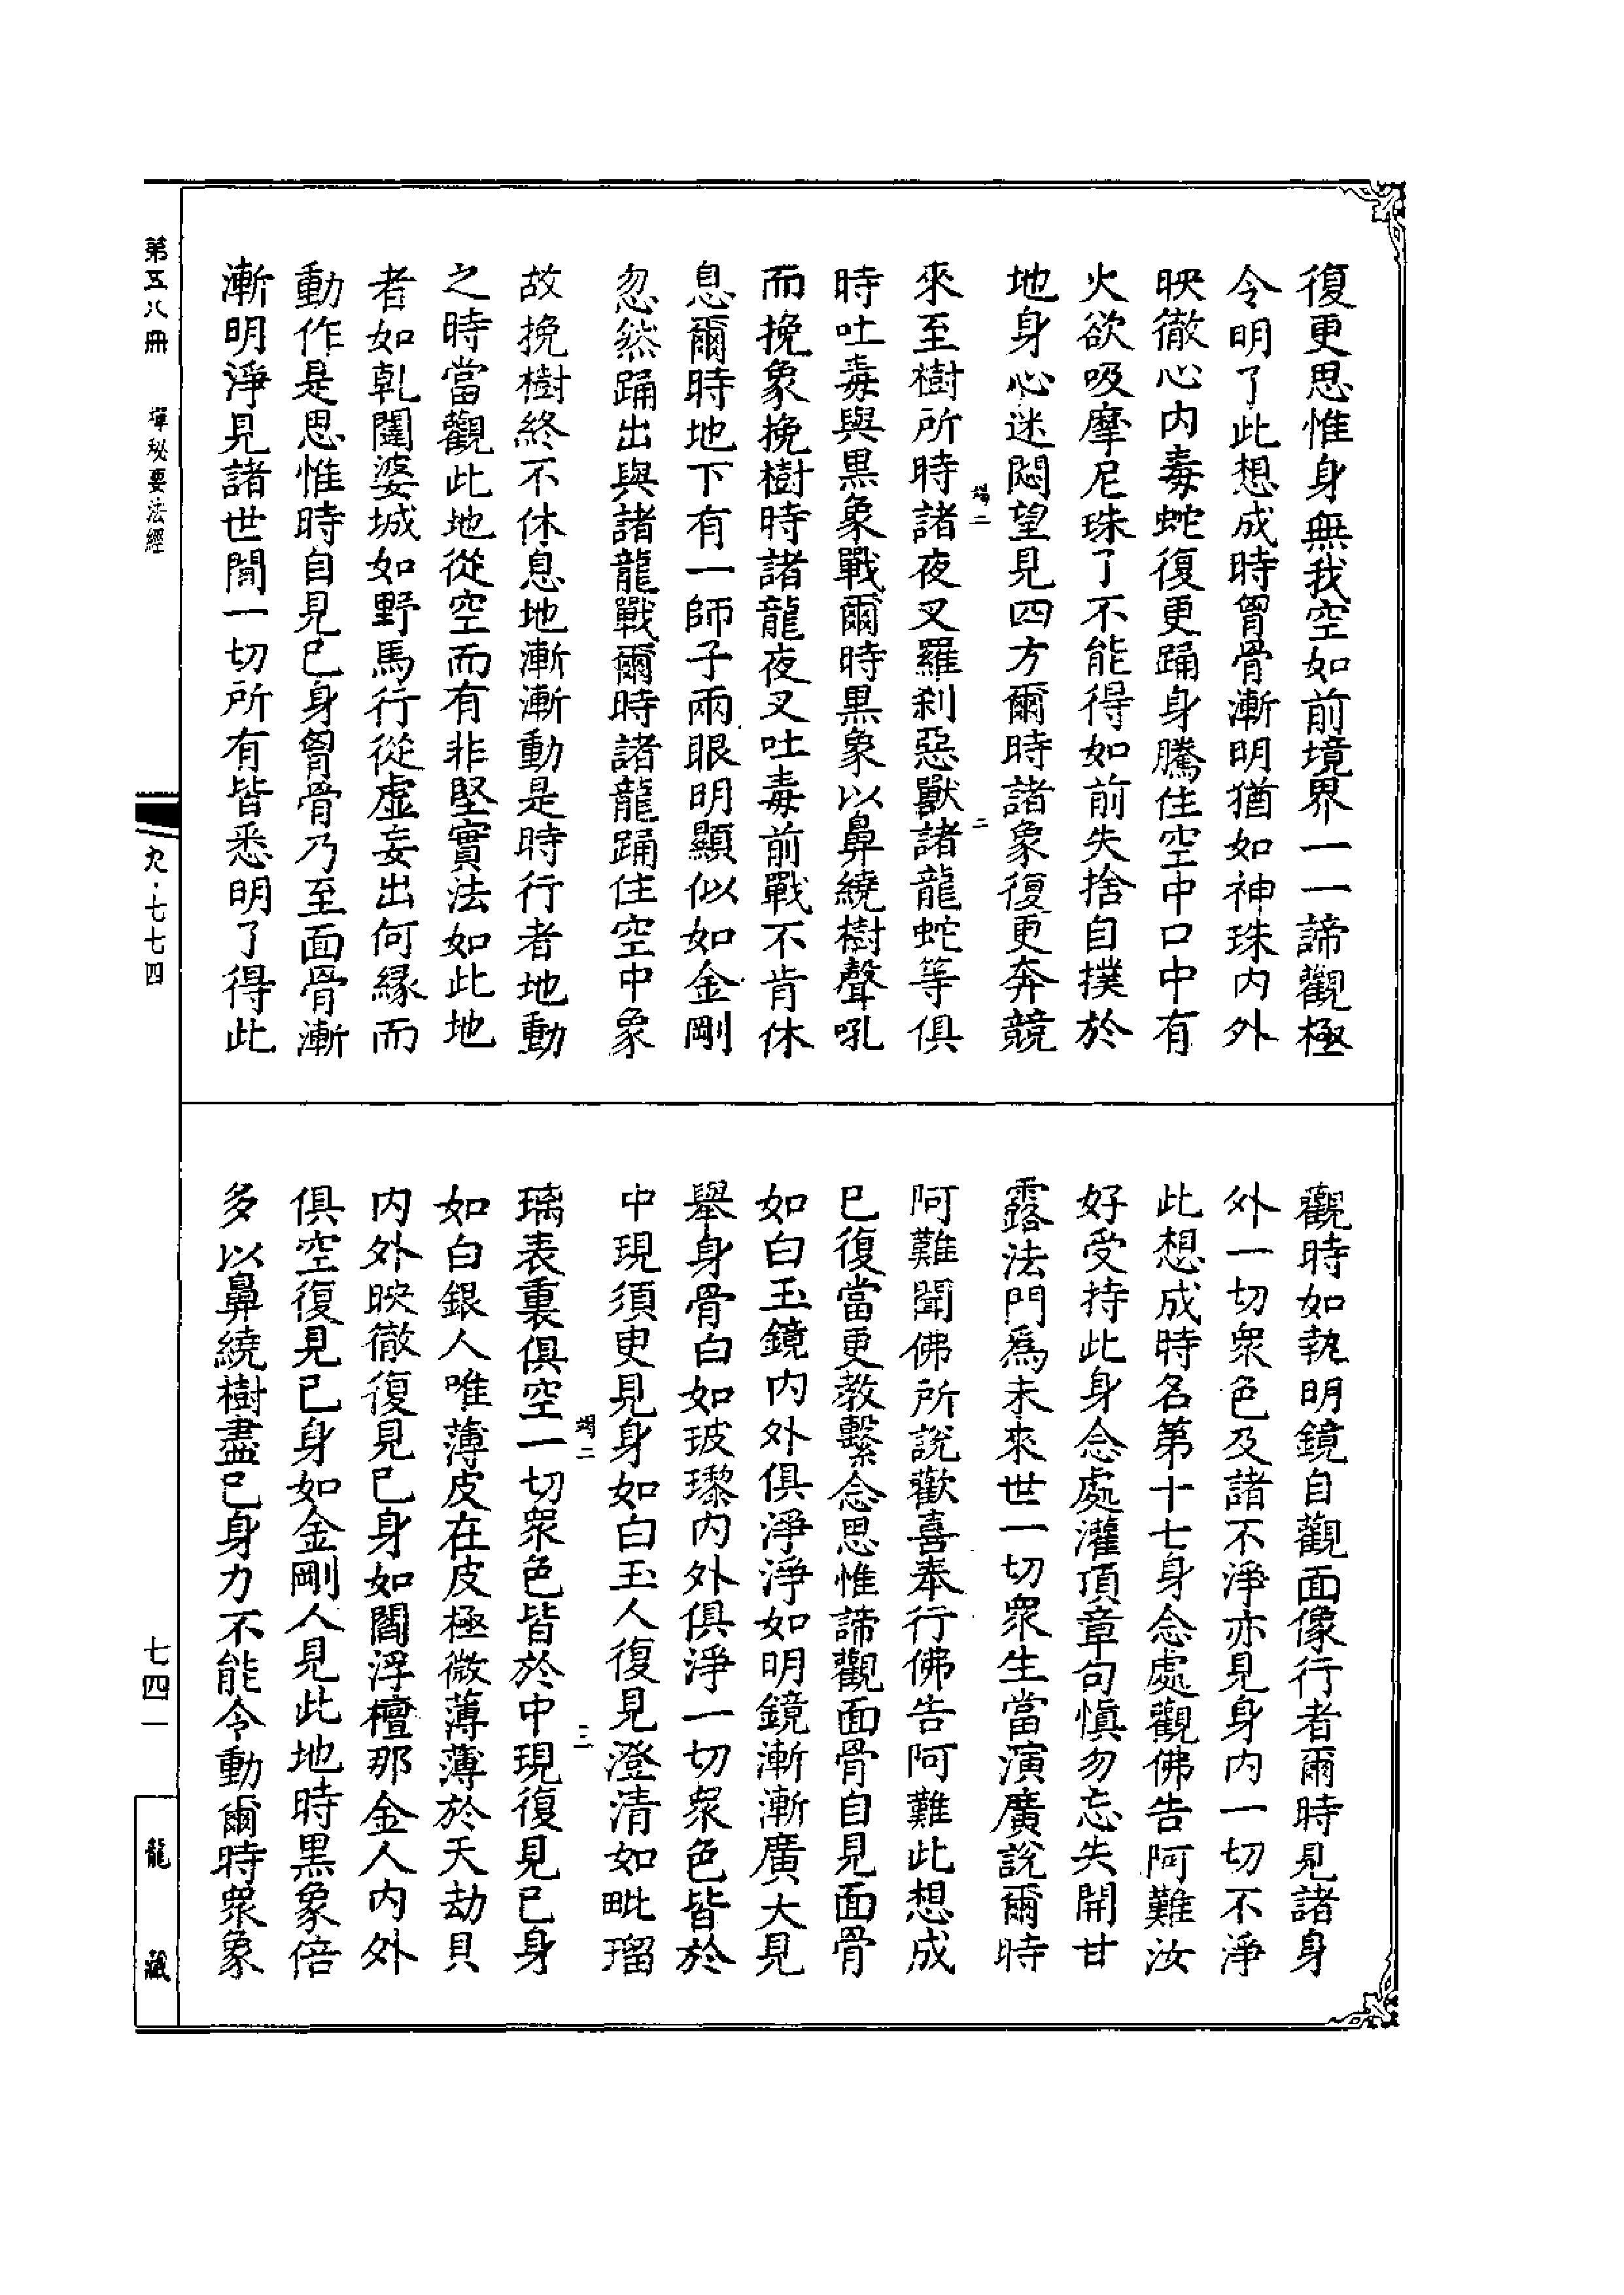 復更思惟身無我空如前境界一一諦觀極
令明了此想成時胷骨漸明猶如神珠内外
映徹心内毒蛇復更踊身騰住空中口中有
火欲吸摩尼珠了不能得如前失捨自撲於
地身心迷悶望見四方爾時諸象復更奔競
竭二
二
來至樹所時諸夜叉羅刹惡獸諸龍蛇等俱
時吐毒與黒象戰爾時黒象以鼻繞樹聲吼
而挽象挽樹時諸龍夜叉吐毒前戰不肯休
息爾時地下有一師子兩眼明顯似如金剛
忽然踊出與諸龍戰爾時諸龍踊住空中象
故挽樹終不休息地漸漸動是時行者地動
之時當觀此地從空而有非堅實法如此地
者如乹闥婆城如野馬行從虚妄出何縁而
動作是思惟時自見已身胷骨乃至面骨漸
漸明淨見諸世間一切所有皆悉明了得此
觀時如執明鏡自觀面像行者爾時見諸身
外一切衆色及諸不淨亦見身内一切不淨
此想成時名第十七身念處觀佛告阿難汝
好受持此身念處灌頂章句慎勿忘失開甘
露法門爲未來世一切衆生當演廣說爾時
阿難聞佛所說歡喜奉行佛告阿難此想成
已復當更教繫念思惟諦觀面骨自見面骨
如白玉鏡内外俱淨淨如明鏡漸漸廣大見
舉身骨白如玻瓈内外俱淨一切衆色皆於
中現須㬰見身如白玉人復見澄清如毗瑠
竭二
三
璃表裏俱空一切衆色皆於中現復見已身
如白銀人唯薄皮在皮極微薄薄於天劫貝
内外映徹復見已身如閻浮檀那金人内外
俱空復見已身如金剛人見此地時黒象倍
多以鼻繞樹盡已身力不能令動爾時衆象
第五八冊 禪秘要法經
九·七七四
七四一
龍藏